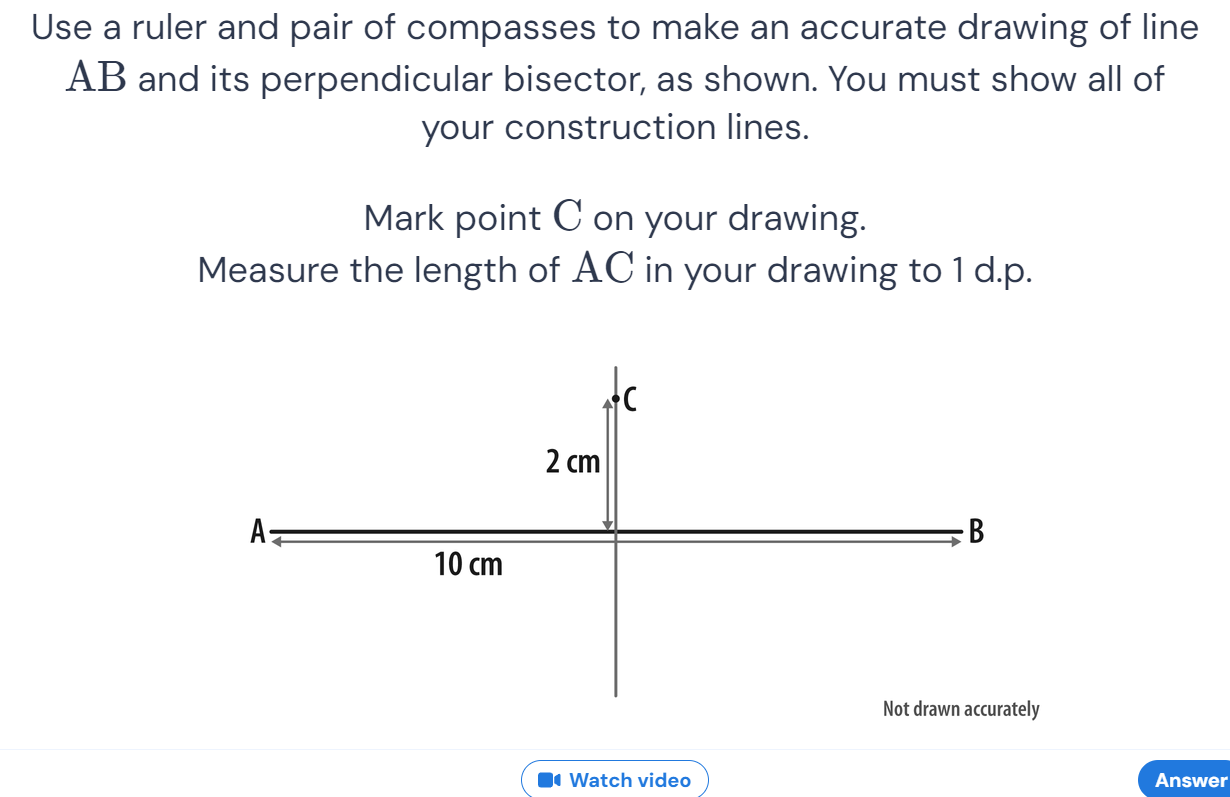 Use a ruler and pair of compasses to make an accurate drawing of line
AB and its perpendicular bisector, as shown. You must show all of
your construction lines.
Mark point C on your drawing.
Measure the length of AC in your drawing to 1 d.p.
C
2 cm
A
B
10 cm
Not drawn accurately
Watch video
Answer